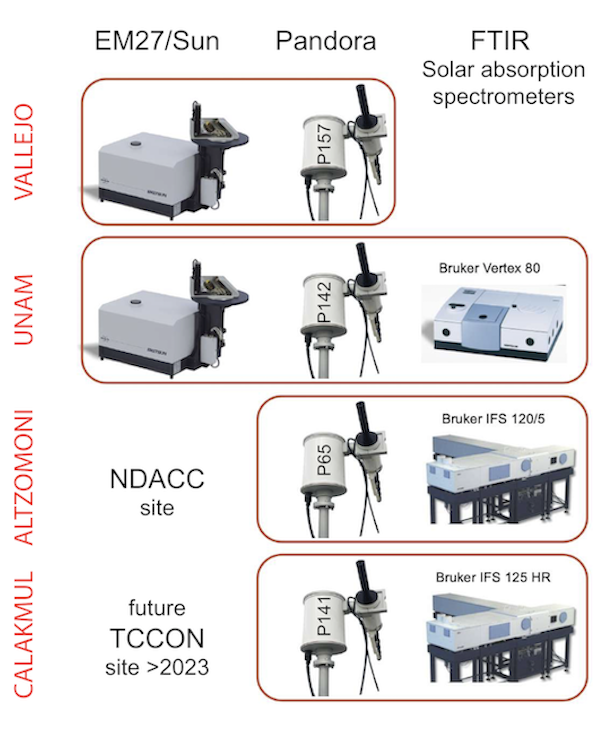 EM27/Sun
Pandora
FTIR
Solar absorption
spectrometers
VALLEJO
P157
UNAM
P142
Bruker Vertex 80
ALTZOMONI
NDACC
site
P65
Bruker IFS 120/5
CALAKMUL
future
TCCON
site >2023
P141
Bruker IFS 125 HR